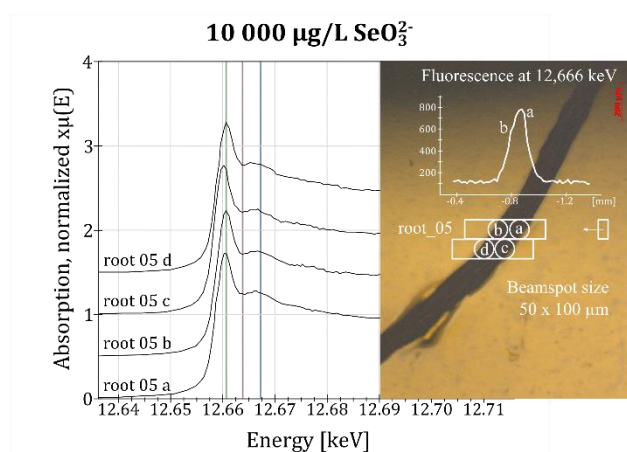 10 000 µg/L SeO₃²⁻
Absorption, normalized xµ(E)
4
3
2
1
0
root 05 d
root 05 c
root 05 b
root 05 a
12.64 12.65 12.66 12.67 12.68 12.69 12.70 12.71
Energy [keV]
Fluorescence at 12,666 keV
800
600
400
200
b a
-0.4 -0.8 -1.2 [mm]
root_05
b a
d c
Beamspot size
50 x 100 µm